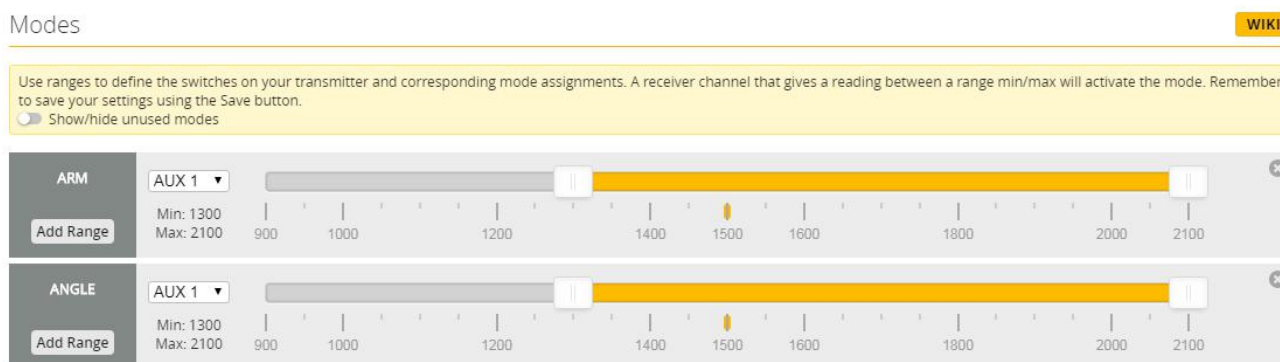 Modes
WIKI
Use ranges to define the switches on your transmitter and corresponding mode assignments. A receiver channel that gives a reading between a range min/max will activate the mode. Remember
to save your settings using the Save button.
Show/hide unused modes
ARM
AUX 1
Min: 1300
Max: 2100
Add Range
900 1000 1200 1400 1500 1600 1800 2000 2100
ANGLE
AUX 1
Min: 1300
Max: 2100
Add Range
900 1000 1200 1400 1500 1600 1800 2000 2100